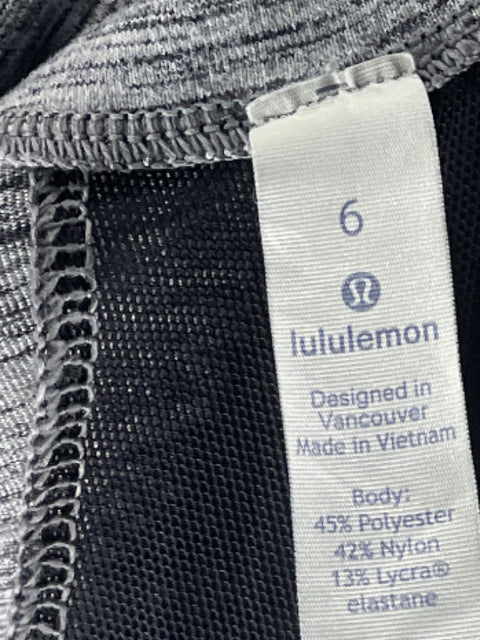 6
lululemon
Designed in
Vancouver
Made in Vietnam
Body:
45% Polyester
42% Nylon
13% Lycra®
elastane